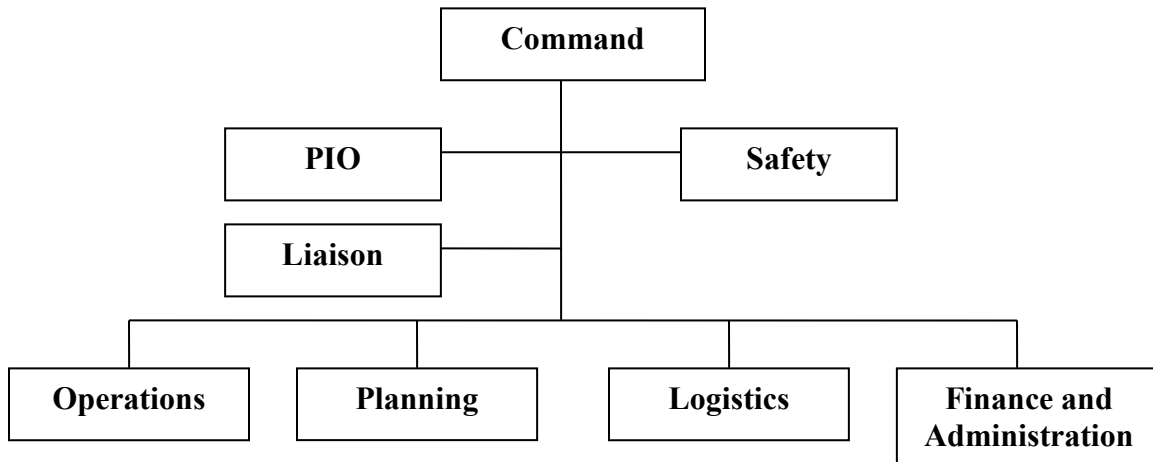 Command
PIO
Safety
Liaison
Operations
Planning
Logistics
Finance and
Administration